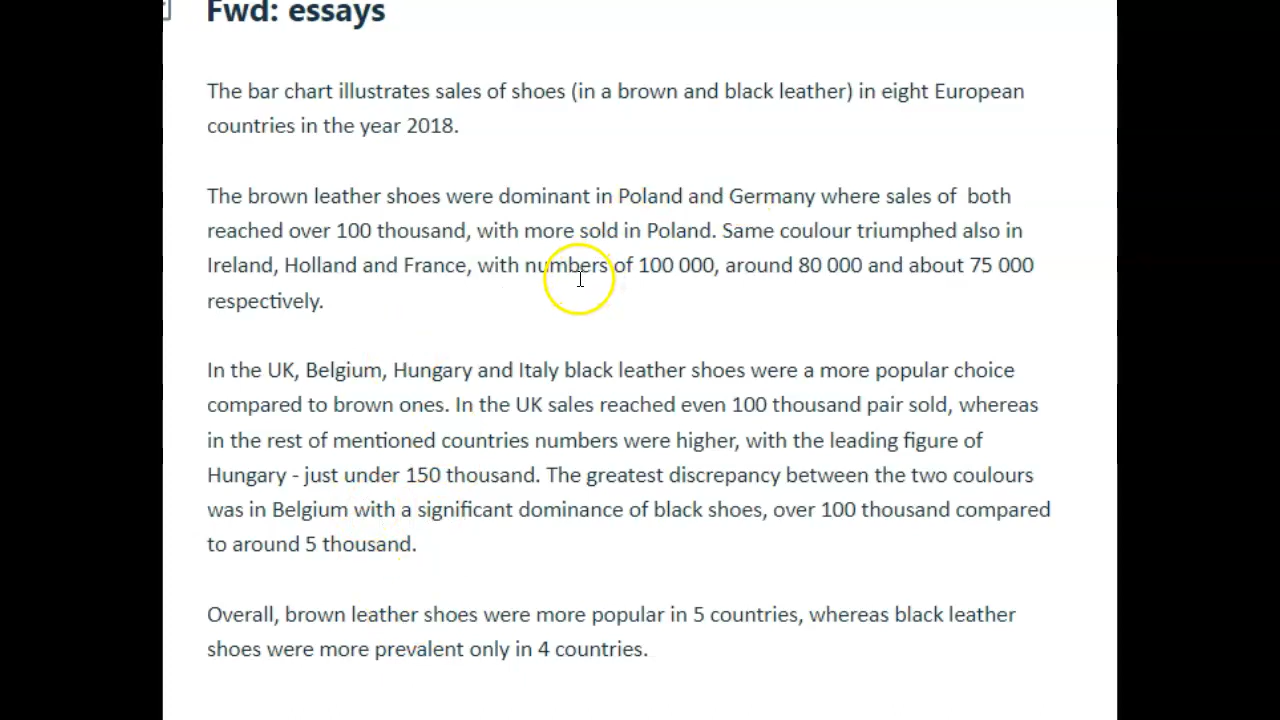 Fwd: essays
The bar chart illustrates sales of shoes (in a brown and black leather) in eight European
countries in the year 2018.
The brown leather shoes were dominant in Poland and Germany where sales of  both
reached over 100 thousand, with more sold in Poland. Same coulour triumphed also in
Ireland, Holland and France, with numbers of 100 000, around 80 000 and about 75 000
respectively.
In the UK, Belgium, Hungary and Italy black leather shoes were a more popular choice
compared to brown ones. In the UK sales reached even 100 thousand pair sold, whereas
in the rest of mentioned countries numbers were higher, with the leading figure of
Hungary - just under 150 thousand. The greatest discrepancy between the two coulours
was in Belgium with a significant dominance of black shoes, over 100 thousand compared
to around 5 thousand.
Overall, brown leather shoes were more popular in 5 countries, whereas black leather
shoes were more prevalent only in 4 countries.